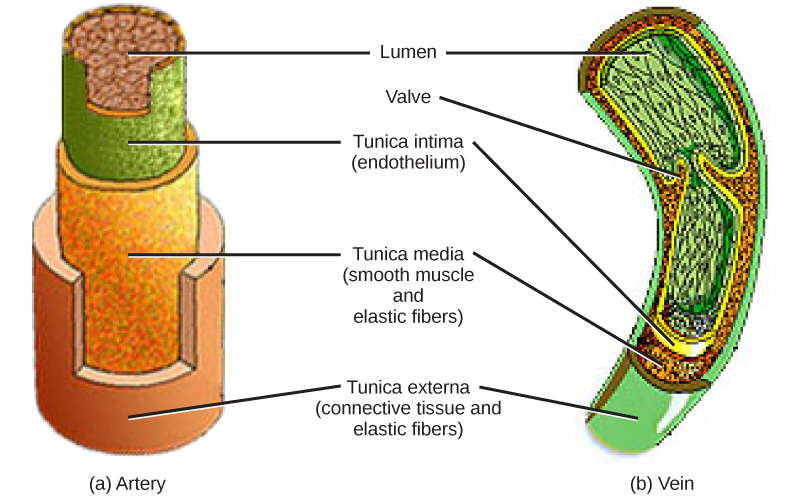 Lumen
Valve
Tunica intima
(endothelium)
Tunica media
(smooth muscle
and
elastic fibers)
Tunica externa
(connective tissue and
elastic fibers)
(a) Artery
(b) Vein